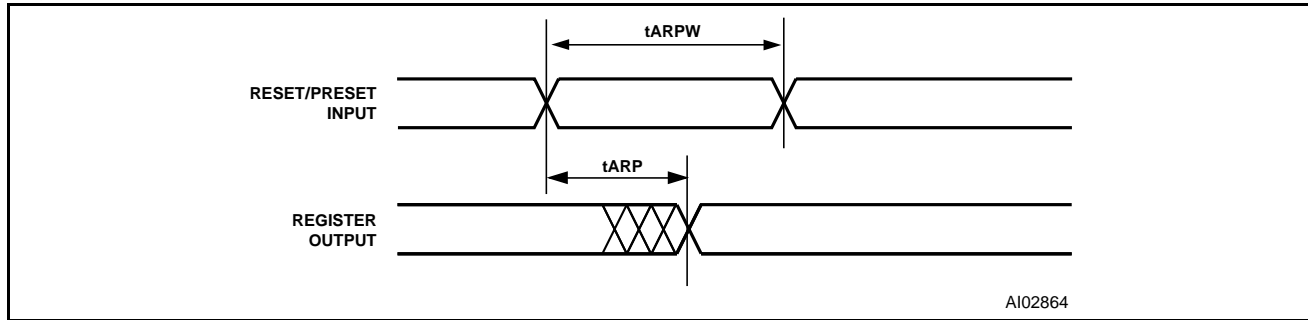 tARPW
RESET/PRESET
INPUT
tARP
REGISTER
OUTPUT
AI02864